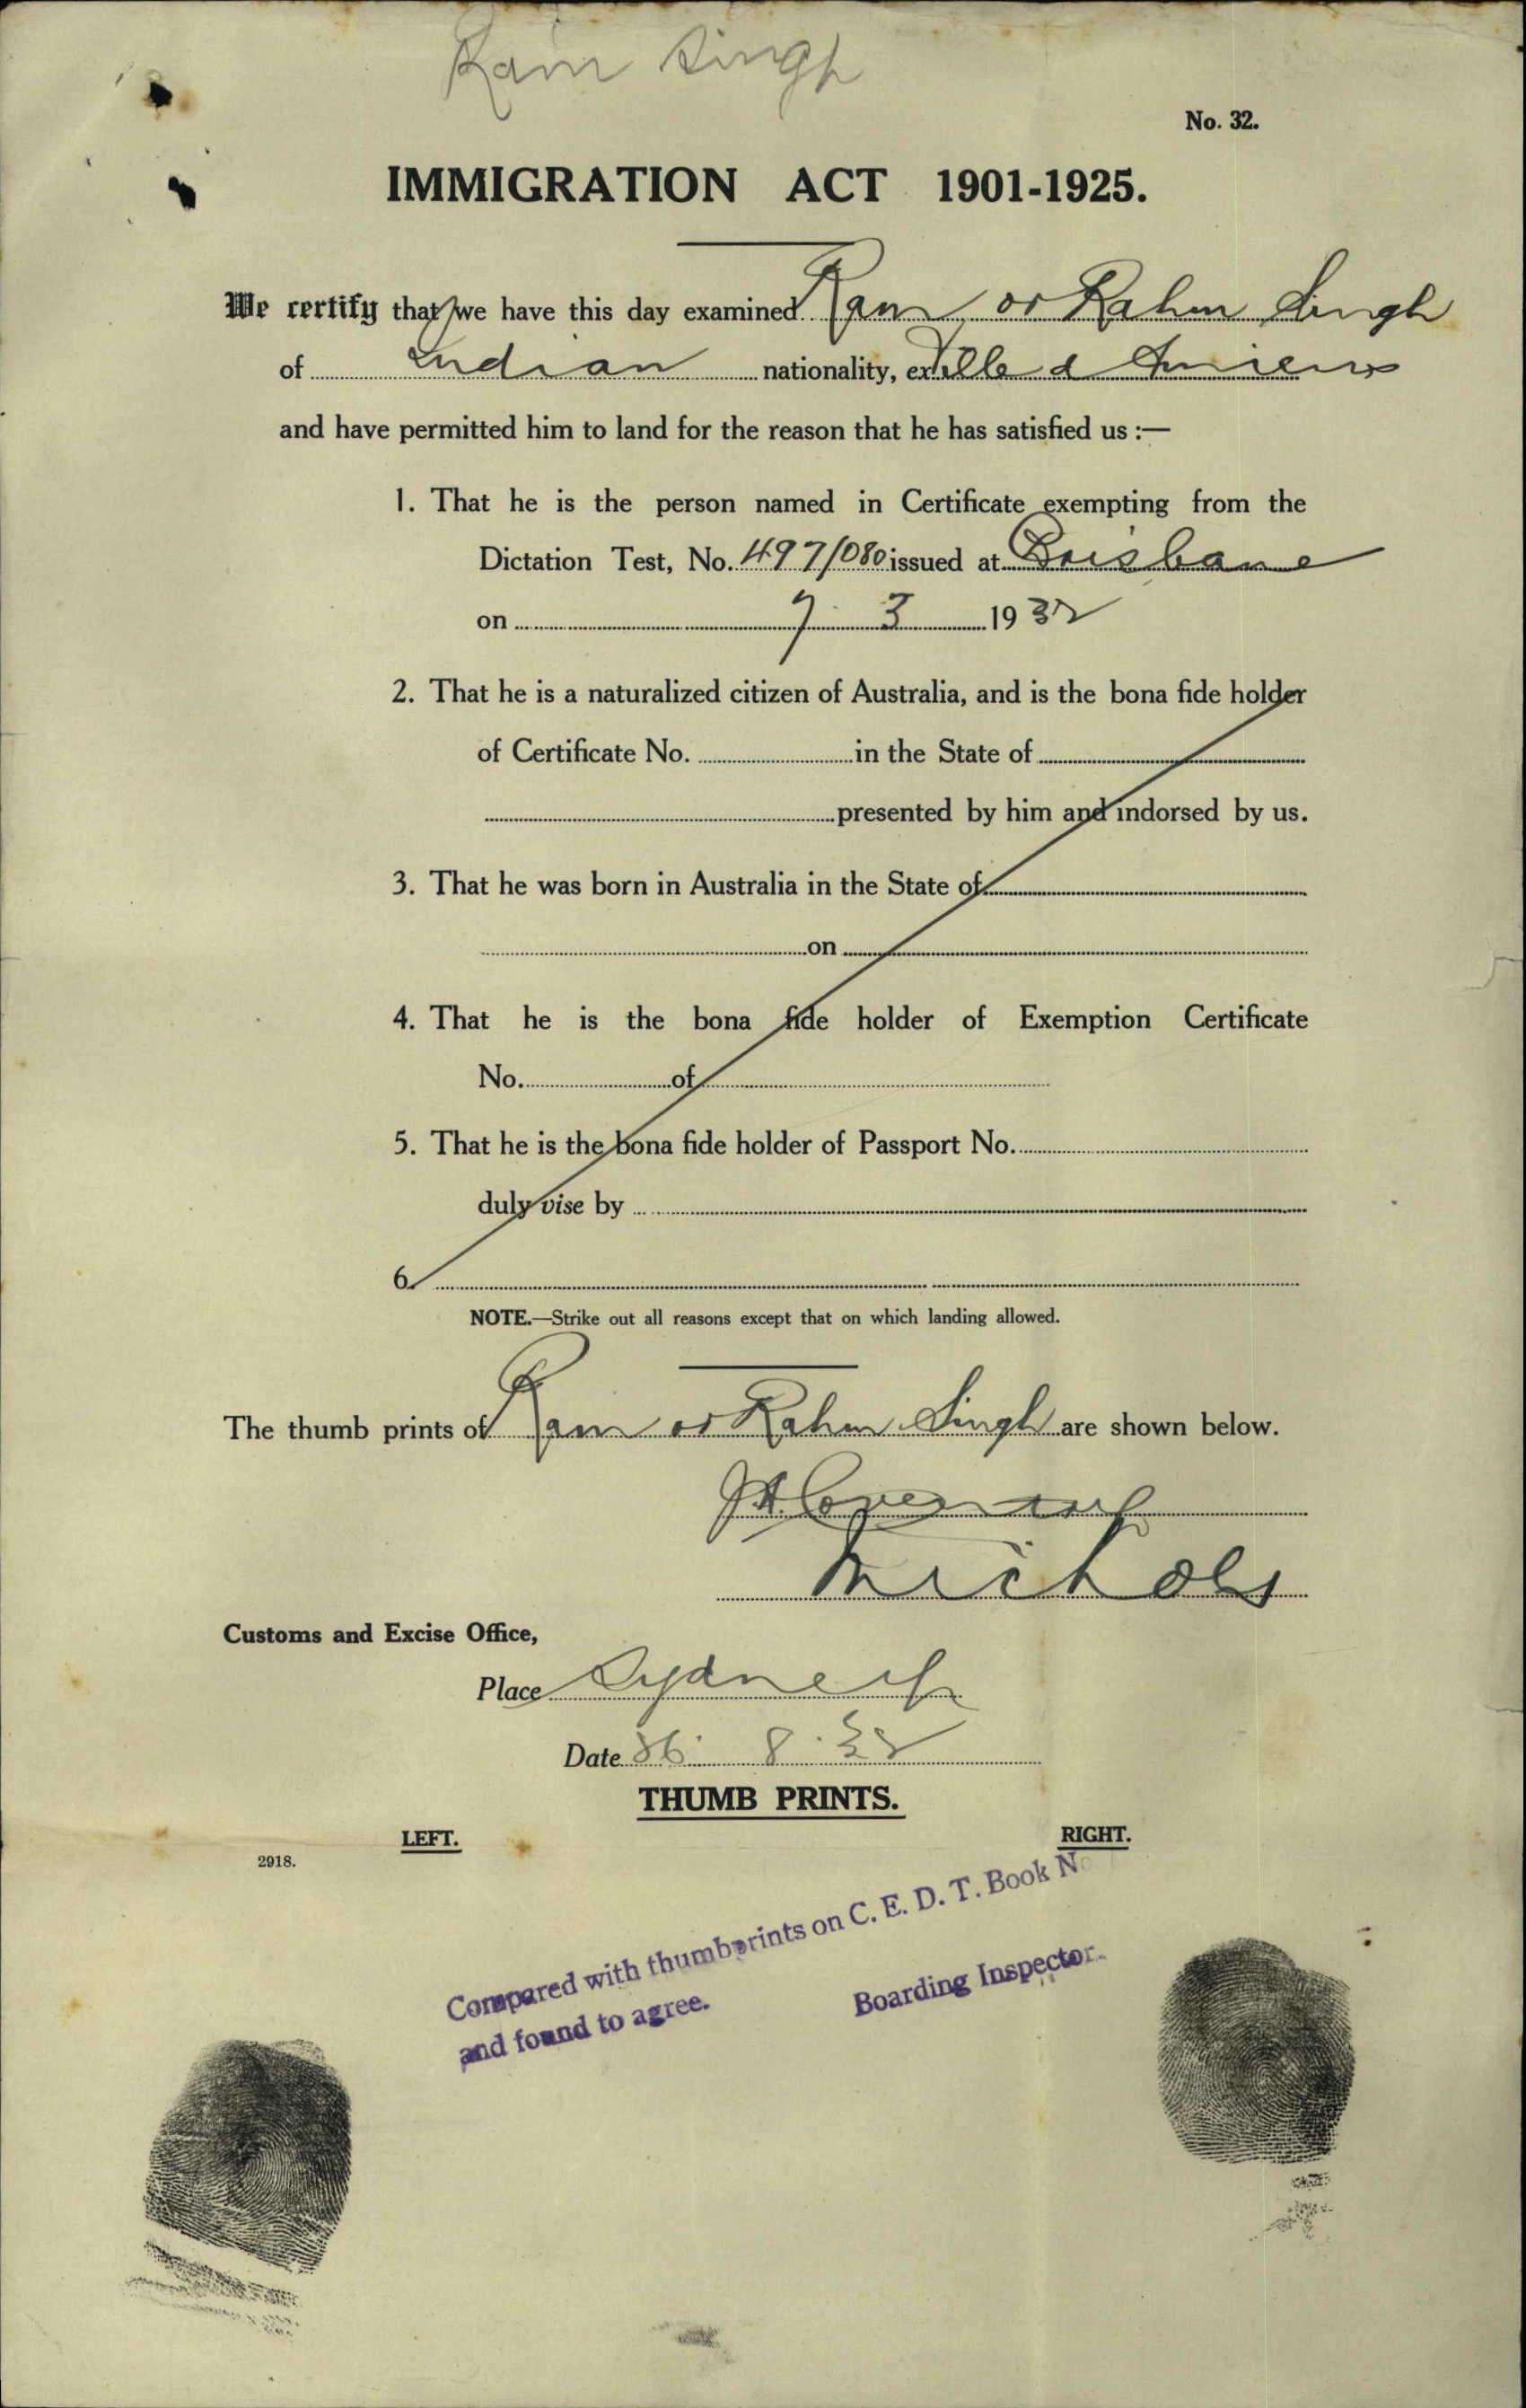 Ram Singh
No. 32.
IMMIGRATION ACT 1901-1925.
We certify that we have this day examined Ram or Rahm Singh
of Indian nationality, ex Ville d Amiens
and have permitted him to land for the reason that he has satisfied us :—
1. That he is the person named in Certificate exempting from the
Dictation Test, No. 497/080 issued at Brisbane
on 7 3 1932
2. That he is a naturalized citizen of Australia, and is the bona fide holder
of Certificate No. in the State of
presented by him and indorsed by us.
3. That he was born in Australia in the State of
on
4. That he is the bona fide holder of Exemption Certificate
No. of
5. That he is the bona fide holder of Passport No.
duly vise by
6.
NOTE.—Strike out all reasons except that on which landing allowed.
The thumb prints of Ram or Rahm Singh are shown below.
Nichols
Customs and Excise Office,
Place Sydney
Date 8
THUMB PRINTS.
LEFT.
RIGHT.
2918.
Compared with thumbprints on C. E. D. T. Book No
and found to agree.
Boarding Inspector.